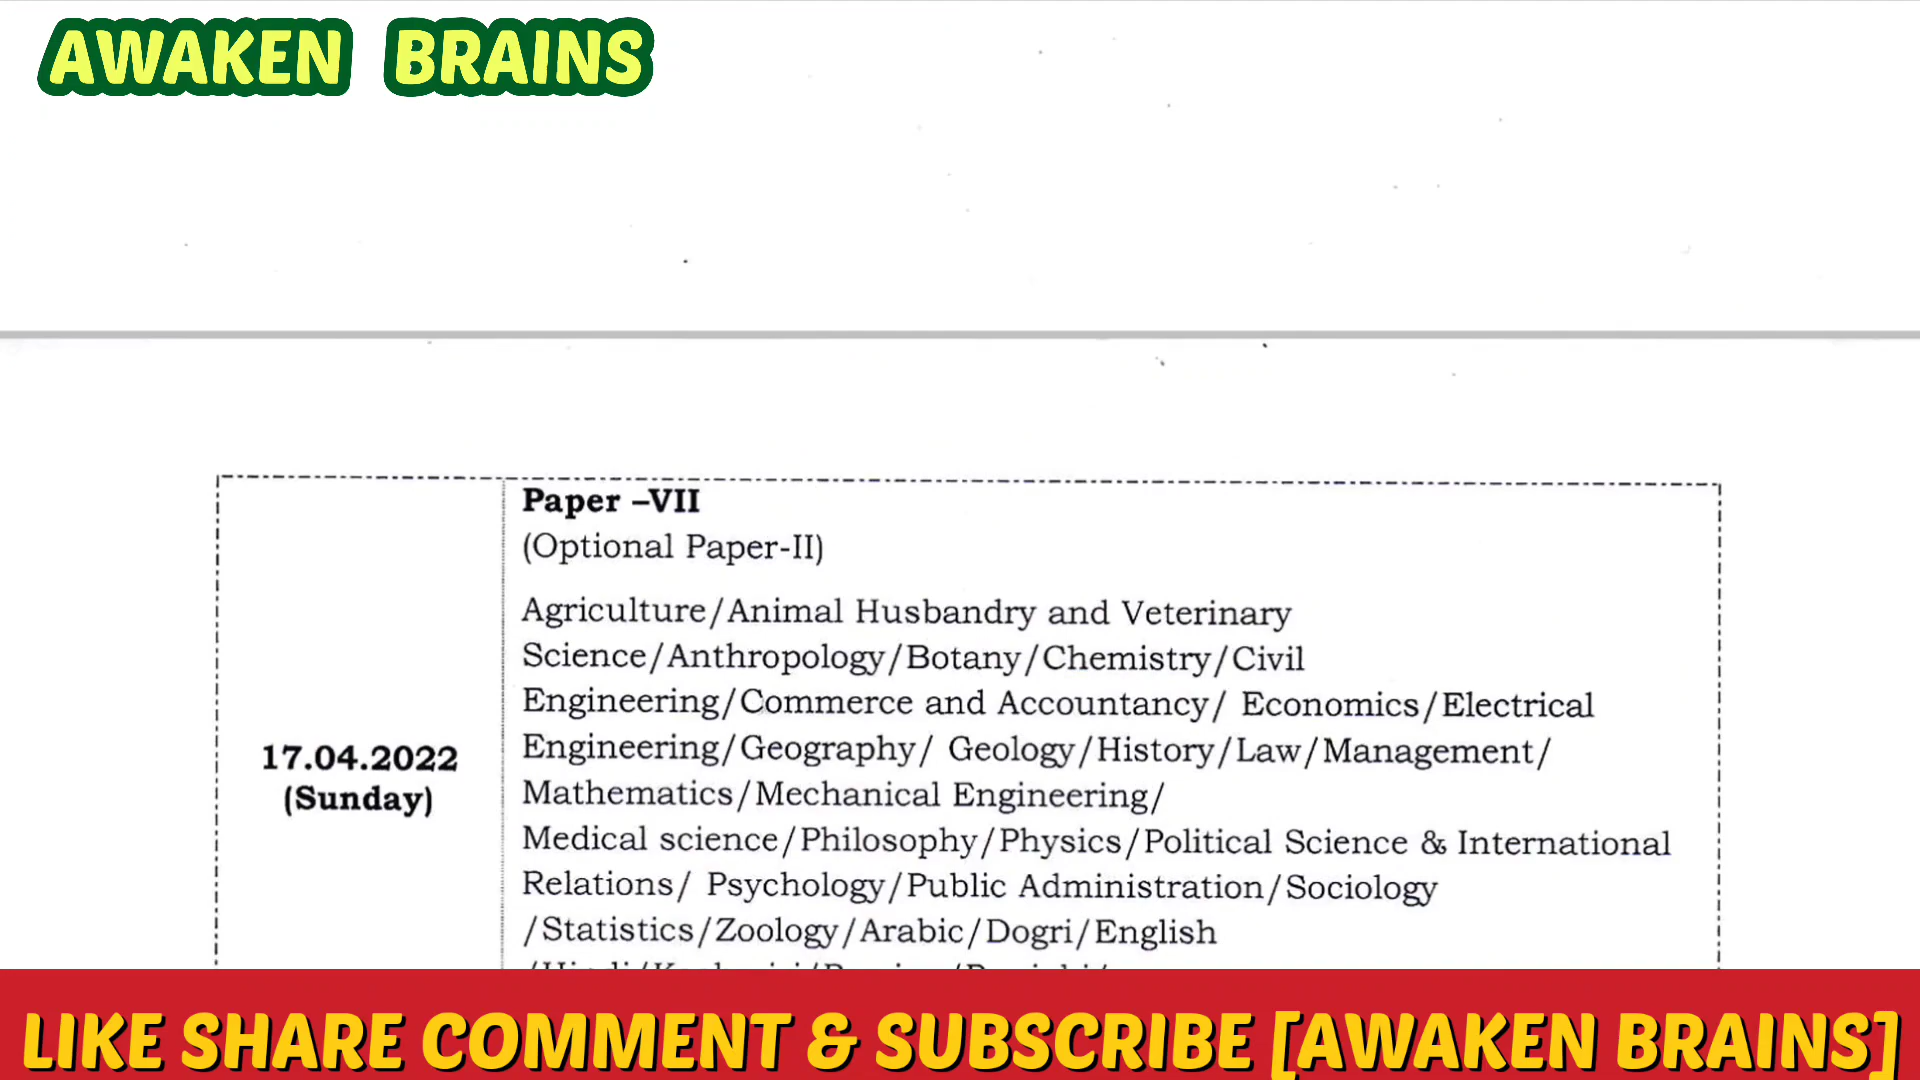 AWAKEN BRAINS
Paper –VII
(Optional Paper-II)
Agriculture/Animal Husbandry and Veterinary
Science/Anthropology/Botany/Chemistry/Civil
Engineering/Commerce and Accountancy/ Economics/Electrical
17.04.2022
(Sunday)
Engineering/Geography/ Geology/History/Law/Management/
Mathematics/Mechanical Engineering/
Medical science/Philosophy/Physics/Political Science & International
Relations/ Psychology/Public Administration/Sociology
/Statistics/Zoology/Arabic/Dogri/English
LIKE SHARE COMMENT & SUBSCRIBE [AWAKEN BRAINS]